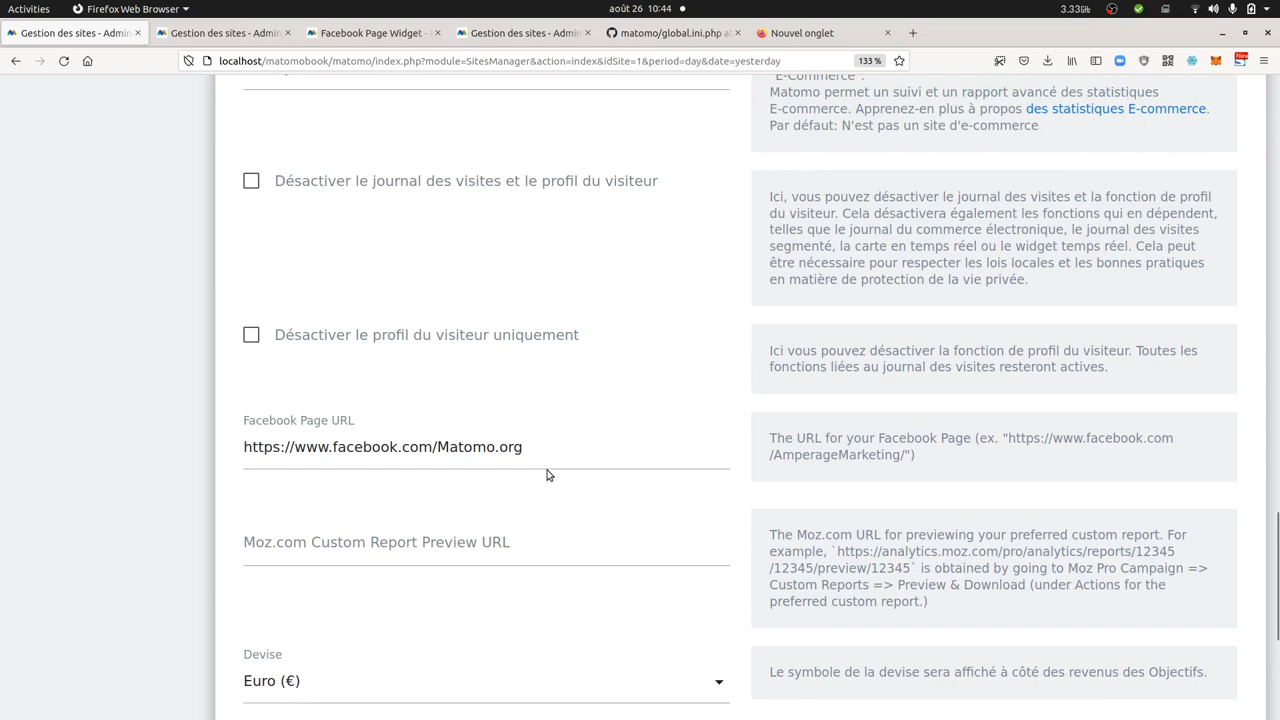 Activities
Firefox Web Browser
août 26 10:44
3.33GHz
Gestion des sites - Admin
Gestion des sites - Admin
Facebook Page Widget -
Gestion des sites - Admin
matomo/global.ini.php at
Nouvel onglet
localhost/matomobook/matomo/index.php?module=SitesManager&action=index&idSite=1&period=day&date=yesterday
133 %
New
"E-Commerce".
Matomo permet un suivi et un rapport avancé des statistiques
E-commerce. Apprenez-en plus à propos des statistiques E-commerce.
Par défaut: N'est pas un site d'e-commerce
Désactiver le journal des visites et le profil du visiteur
Ici, vous pouvez désactiver le journal des visites et la fonction de profil
du visiteur. Cela désactivera également les fonctions qui en dépendent,
telles que le journal du commerce électronique, le journal des visites
segmenté, la carte en temps réel ou le widget temps réel. Cela peut
être nécessaire pour respecter les lois locales et les bonnes pratiques
en matière de protection de la vie privée.
Désactiver le profil du visiteur uniquement
Ici vous pouvez désactiver la fonction de profil du visiteur. Toutes les
fonctions liées au journal des visites resteront actives.
Facebook Page URL
https://www.facebook.com/Matomo.org
The URL for your Facebook Page (ex. "https://www.facebook.com
/AmperageMarketing/")
Moz.com Custom Report Preview URL
The Moz.com URL for previewing your preferred custom report. For
example, `https://analytics.moz.com/pro/analytics/reports/12345
/12345/preview/12345` is obtained by going to Moz Pro Campaign =>
Custom Reports => Preview & Download (under Actions for the
preferred custom report.)
Devise
Euro (€)
Le symbole de la devise sera affiché à côté des revenus des Objectifs.